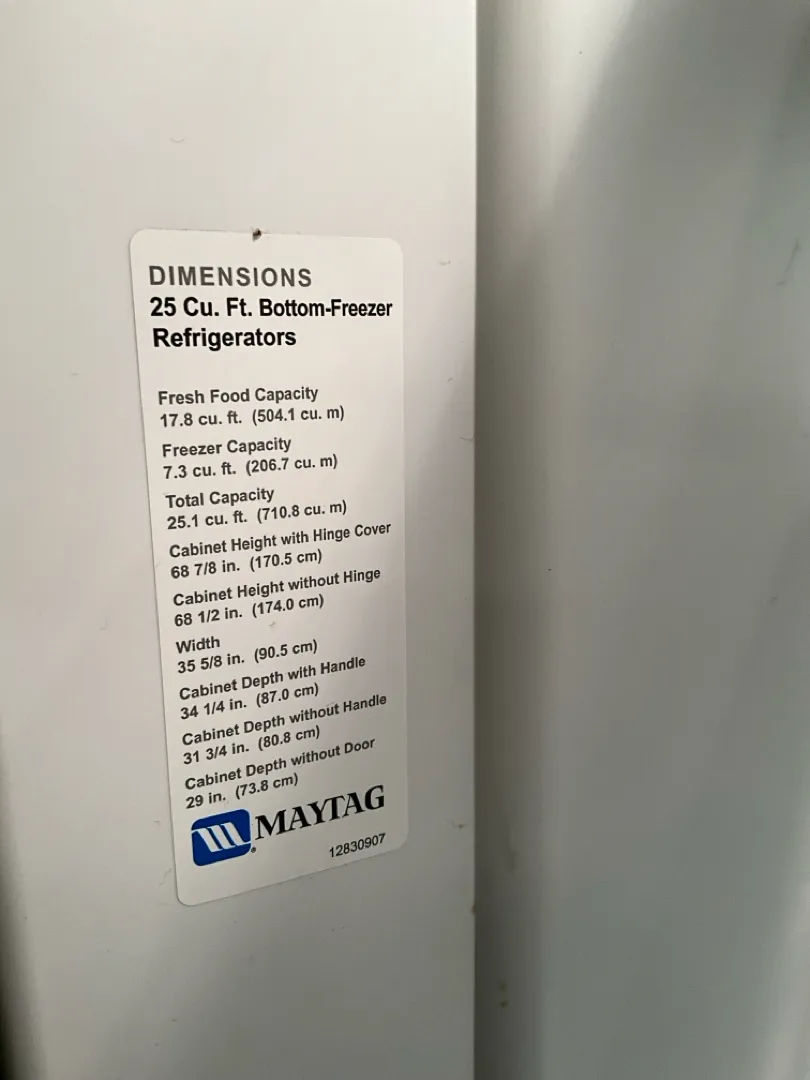 DIMENSIONS
25 Cu. Ft. Bottom-Freezer
Refrigerators
Fresh Food Capacity
17.8 cu. ft. (504.1 cu. m)
Freezer Capacity
7.3 cu. ft. (206.7 cu. m)
Total Capacity
25.1 cu. ft. (710.8 cu. m)
Cabinet Height with Hinge Cover
68 7/8 in. (170.5 cm)
Cabinet Height without Hinge
68 1/2 in. (174.0 cm)
Width
35 5/8 in. (90.5 cm)
Cabinet Depth with Handle
34 1/4 in. (87.0 cm)
Cabinet Depth without Handle
31 3/4 in. (80.8 cm)
Cabinet Depth without Door
29 in. (73.8 cm)
MAYTAG
12830907